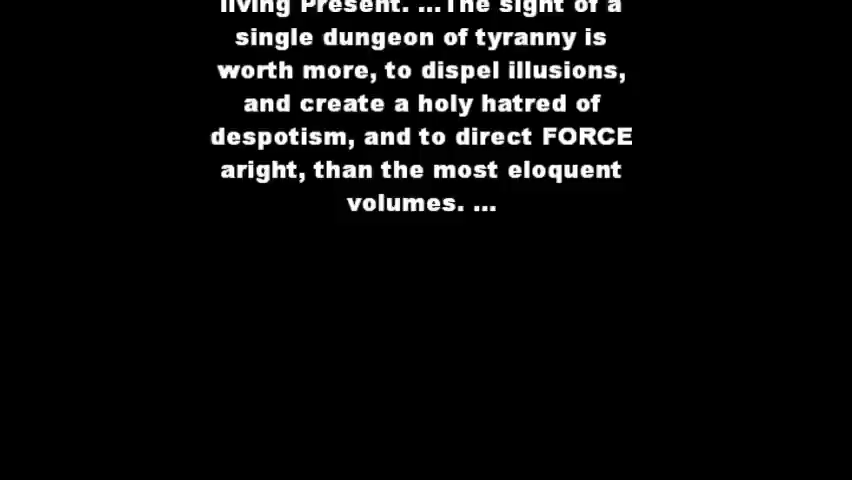 living Present. ...The sight of a
single dungeon of tyranny is
worth more, to dispel illusions,
and create a holy hatred of
despotism, and to direct FORCE
aright, than the most eloquent
volumes. ...